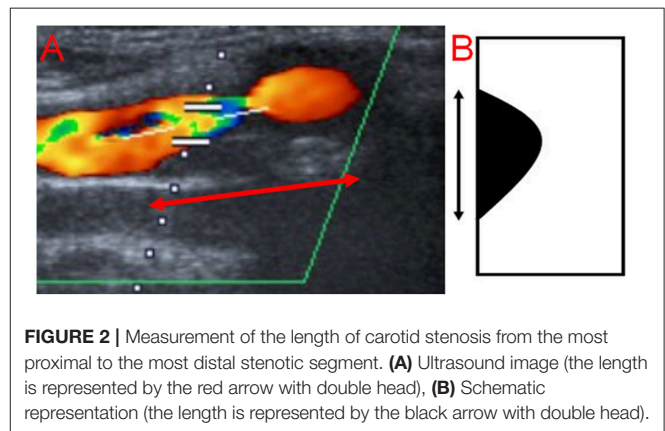 A
B
FIGURE 2 | Measurement of the length of carotid stenosis from the most
proximal to the most distal stenotic segment. (A) Ultrasound image (the length
is represented by the red arrow with double head), (B) Schematic
representation (the length is represented by the black arrow with double head).